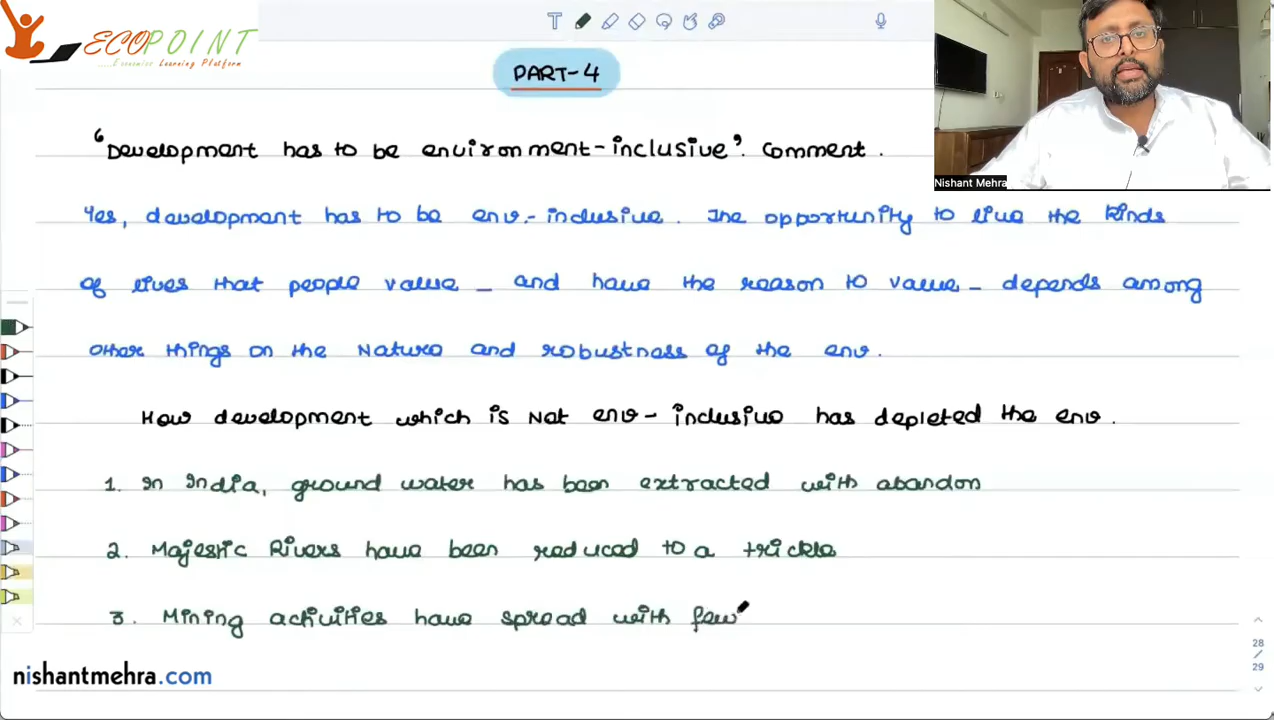 ECOPOINT
....Economics Learning Platform
PART-4
Nishant Mehra
"Development has to be environment-inclusive". Comment.
Yes, development has to be env.-inclusive. The opportunity to live the kinds
of lives that people value - and have the reason to value - depends among
other things on the Nature and robustness of the env.
How development which is Not env-inclusive has depleted the env.
1. In India, ground water has been extracted with abandon
2. Majestic Rivers have been reduced to a trickle
3. Mining activities have spread with few
nishantmehra.com
28
/
29